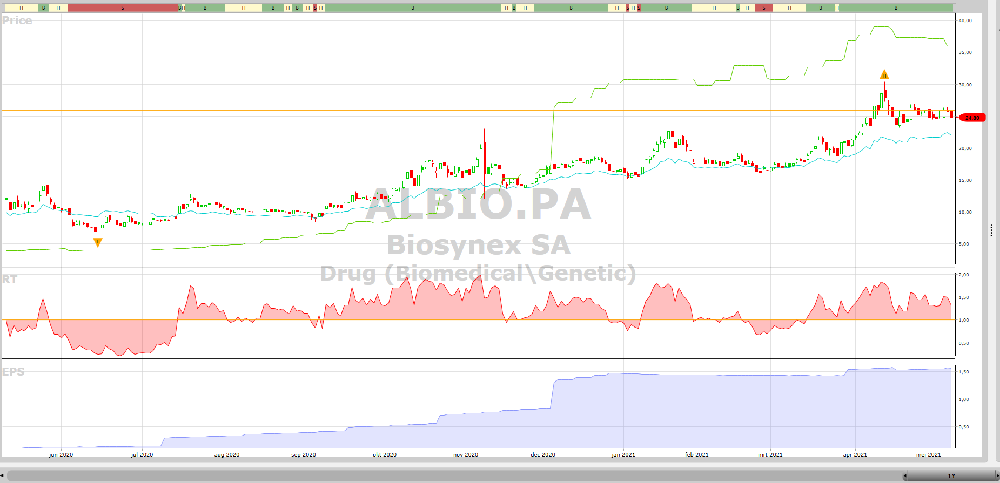 H B H S B H B H B H B H S H B H B H B H S H S B H B H S H B H B
Price
40,00
35,00
H
30,00
24,80
20,00
15,00
ALBIO.PA
10,00
L
Biosynex SA
5,00
Drug (Biomedical\Genetic)
RT
2,00
1,50
1,00
0,50
EPS
1,50
1,00
0,50
jun 2020 jul 2020 aug 2020 sep 2020 okt 2020 nov 2020 dec 2020 jan 2021 feb 2021 mrt 2021 apr 2021 mei 2021
1 Y